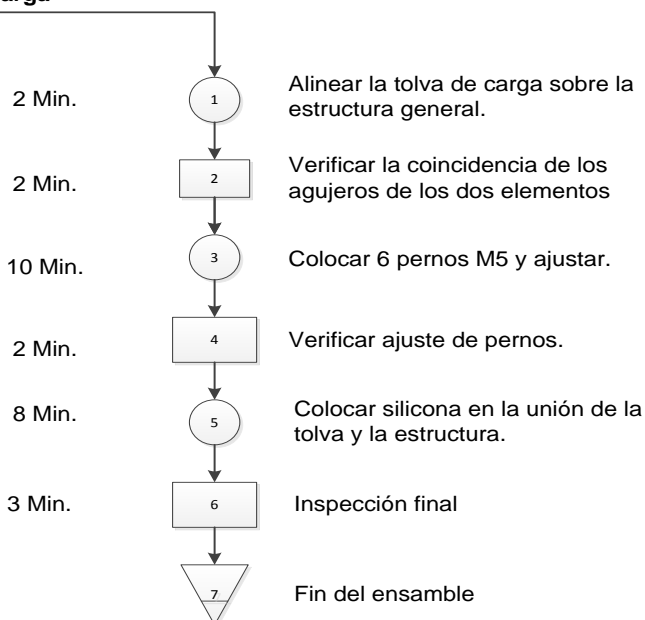 2 Min.
1
Alinear la tolva de carga sobre la
estructura general.
2 Min.
2
Verificar la coincidencia de los
agujeros de los dos elementos
10 Min.
3
Colocar 6 pernos M5 y ajustar.
2 Min.
4
Verificar ajuste de pernos.
8 Min.
5
Colocar silicona en la unión de la
tolva y la estructura.
3 Min.
6
Inspección final
7
Fin del ensamble